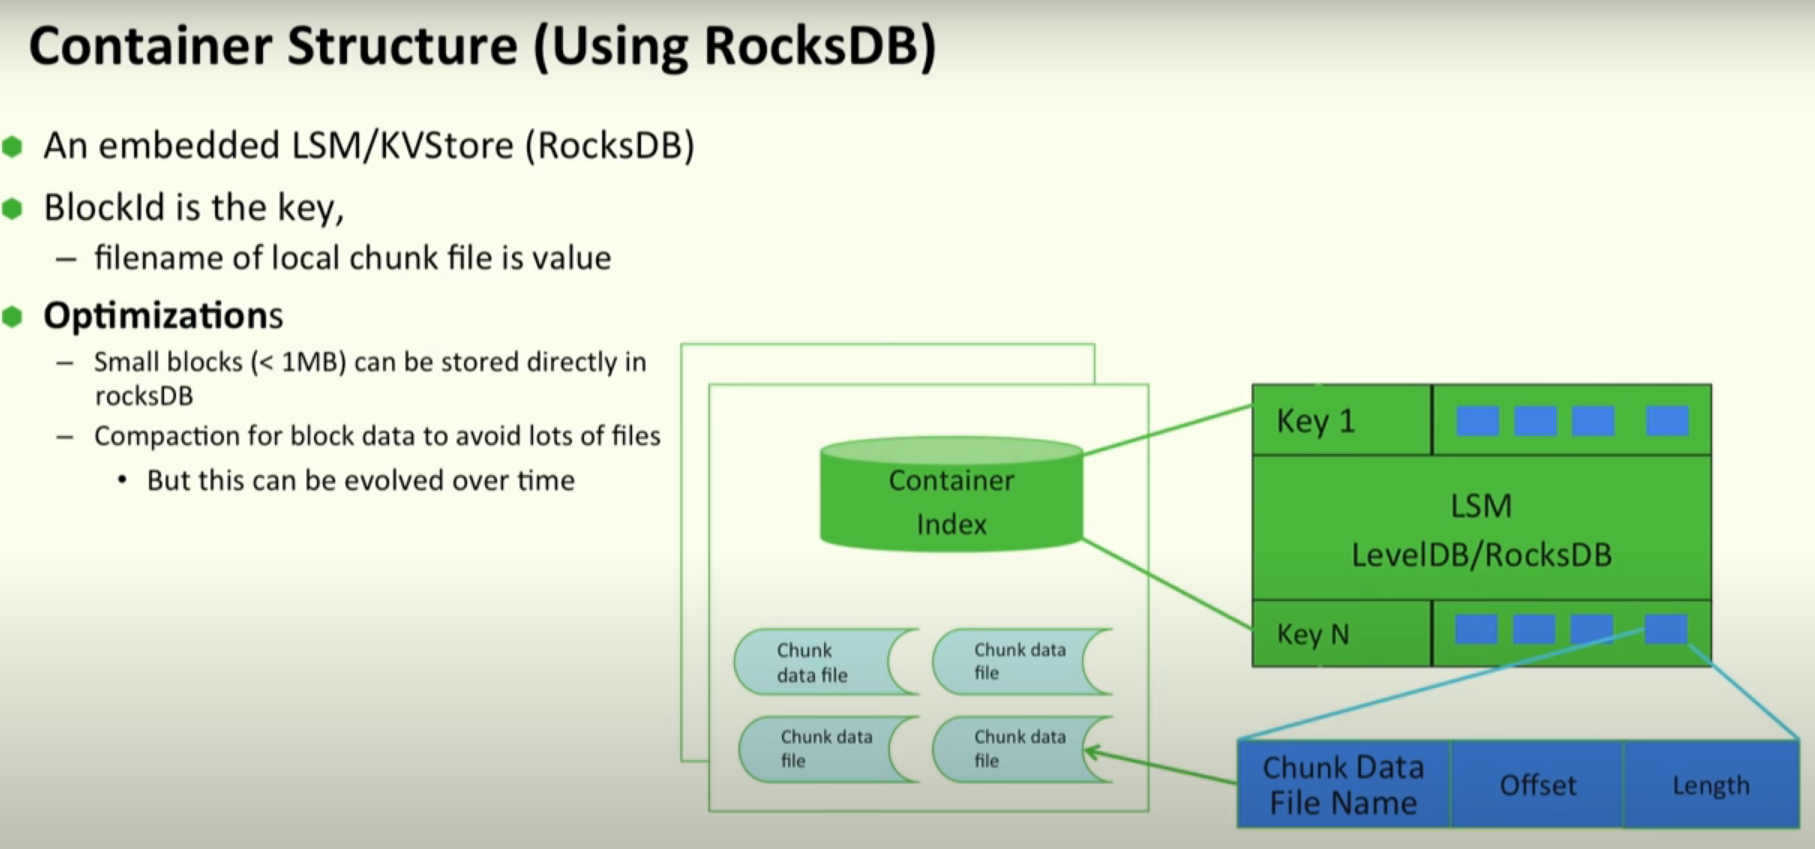 Container Structure (Using RocksDB)
An embedded LSM/KVStore (RocksDB)
BlockId is the key,
– filename of local chunk file is value
Optimizations
– Small blocks (< 1MB) can be stored directly in
rocksDB
– Compaction for block data to avoid lots of files
• But this can be evolved over time
Container
Index
Chunk
data file
Chunk data
file
Chunk data
file
Chunk data
file
Key 1
LSM
LevelDB/RocksDB
Key N
Chunk Data
File Name
Offset
Length